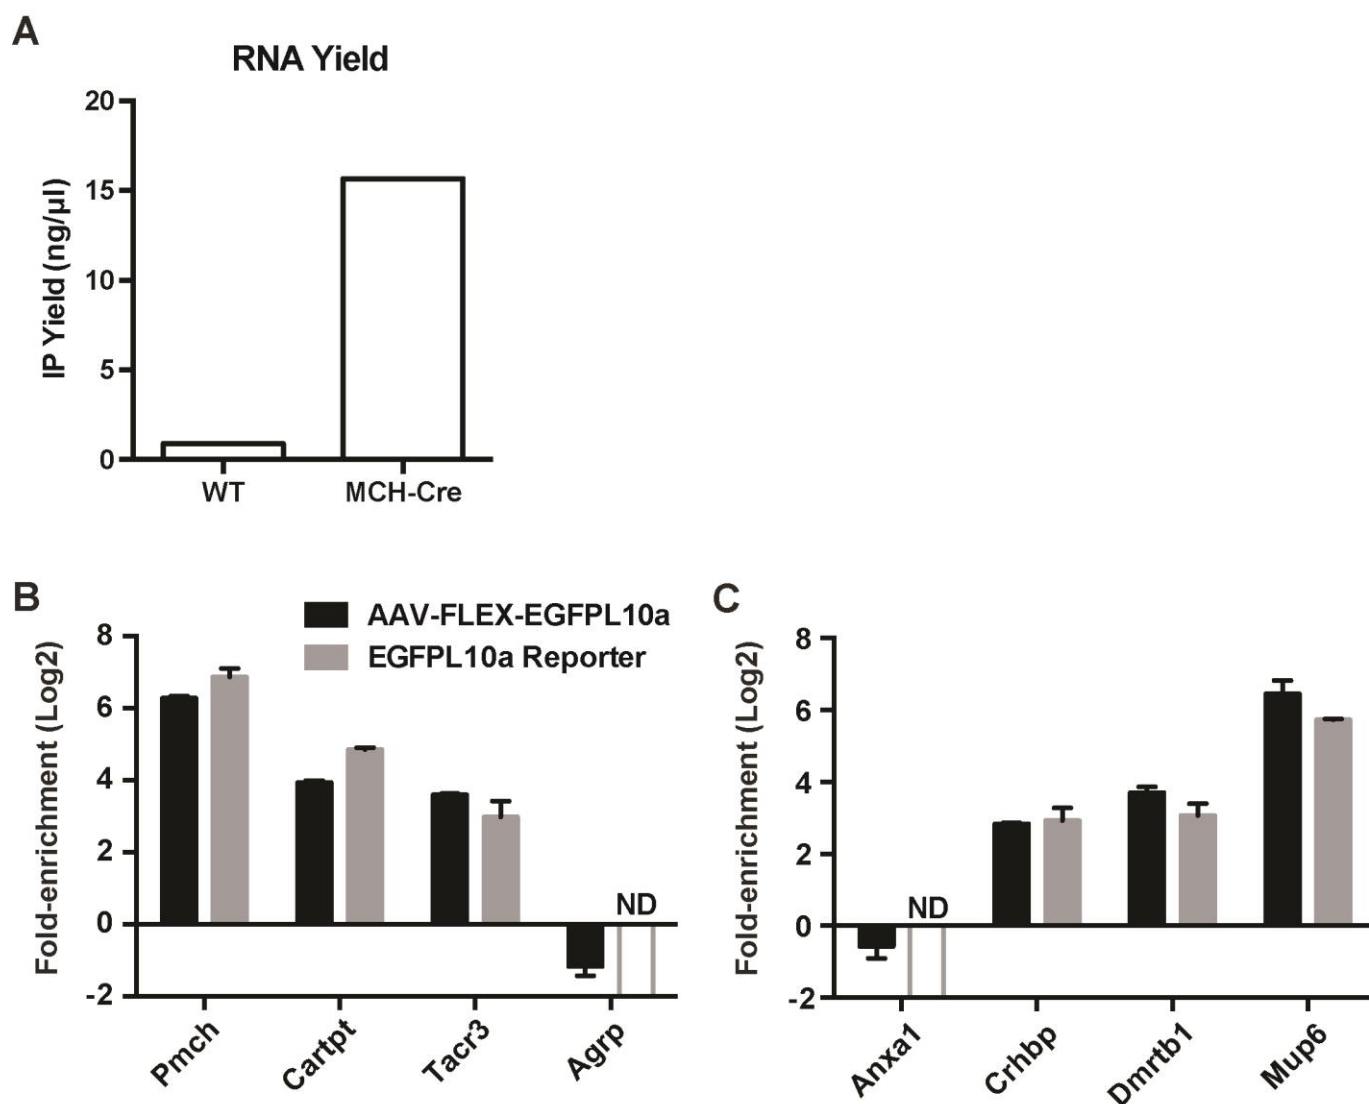 A
RNA Yield
IP Yield (ng/µl)
20
15
10
5
0
WT
MCH-Cre
B
AAV-FLEX-EGFPL10a
EGFPL10a Reporter
Fold-enrichment (Log2)
8
6
4
2
0
-2
ND
Pmch
Cartpt
Tacr3
Agrp
C
Fold-enrichment (Log2)
8
6
4
2
0
-2
ND
Anxa1
Crhbp
Dmrtb1
Mup6